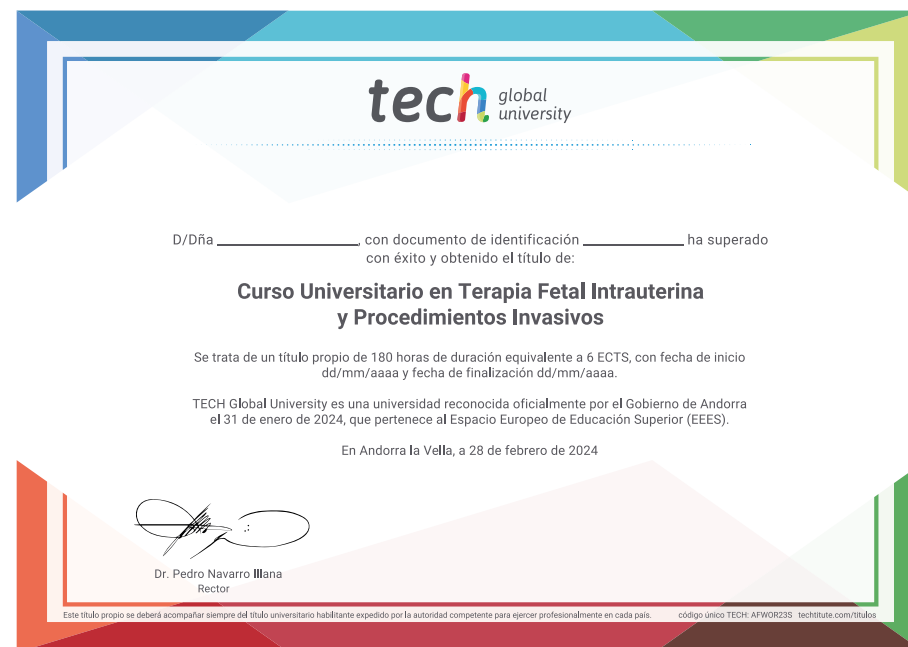 tech global university
D/Dña ____________________, con documento de identificación ______________ ha superado
con éxito y obtenido el título de:
Curso Universitario en Terapia Fetal Intrauterina
y Procedimientos Invasivos
Se trata de un título propio de 180 horas de duración equivalente a 6 ECTS, con fecha de inicio
dd/mm/aaaa y fecha de finalización dd/mm/aaaa.
TECH Global University es una universidad reconocida oficialmente por el Gobierno de Andorra
el 31 de enero de 2024, que pertenece al Espacio Europeo de Educación Superior (EEES).
En Andorra la Vella, a 28 de febrero de 2024
Dr. Pedro Navarro Illana
Rector
Este título propio se deberá acompañar siempre del título universitario habilitante expedido por la autoridad competente para ejercer profesionalmente en cada país. código único TECH: AFWOR23S techtitute.com/titulos